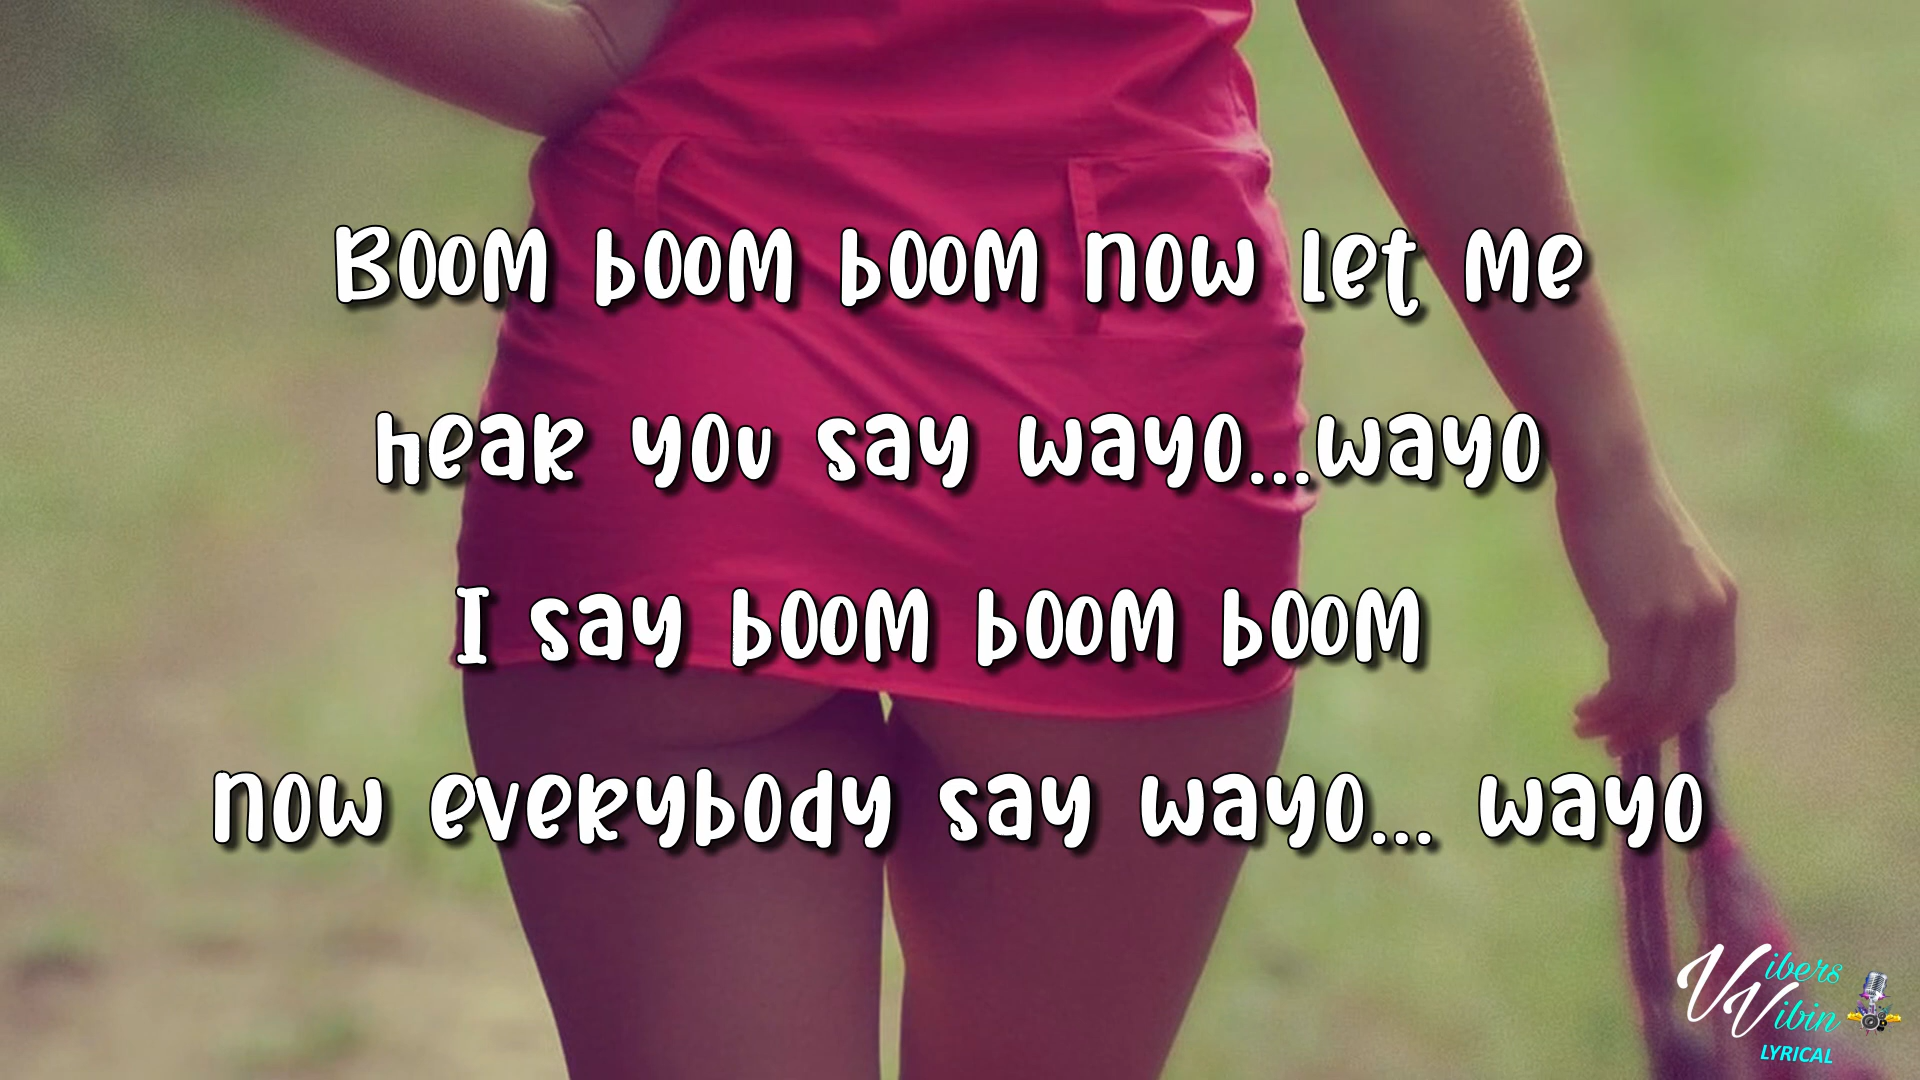 Boom boom boom now let me
hear you say wayo...wayo
I say boom boom boom
now everybody say wayo... wayo
Vibers
Vibin
LYRICAL